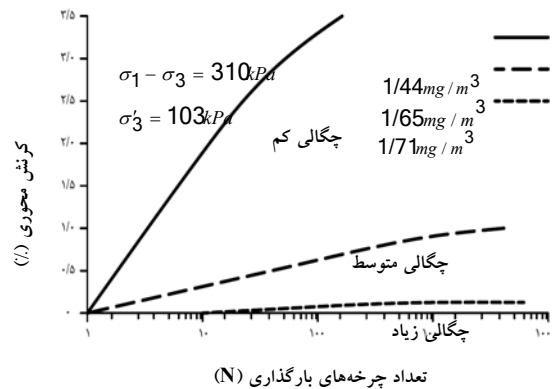 ۳/۵
۳/۰
۲/۵
۲/۰
۱/۵
۱/۰
۰/۵
۰
کرنش محوری (٪)
σ₁ − σ₃ = 310kPa
σ′₃ = 103kPa
1/44mg/m³
1/65mg/m³
1/71mg/m³
چگالی کم
چگالی متوسط
چگالی زیاد
۱ ۱۰ ۱۰۰ ۱۰۰ ۱۰۰
تعداد چرخه‌های بارگذاری (N)